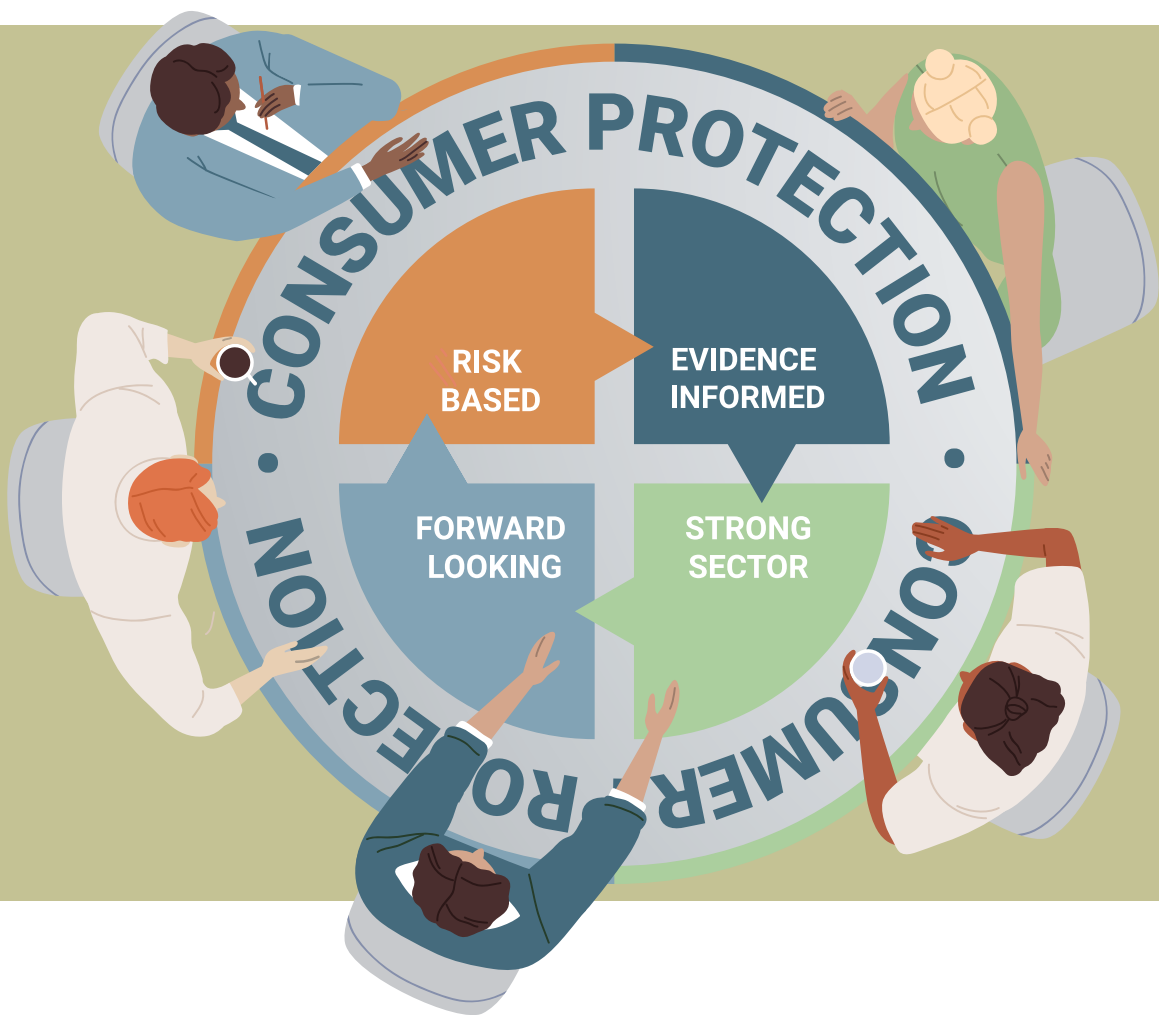 CONSUMER PROTECTION
RISK
BASED
EVIDENCE
INFORMED
FORWARD
LOOKING
STRONG
SECTOR
CONSUMER PROTECTION